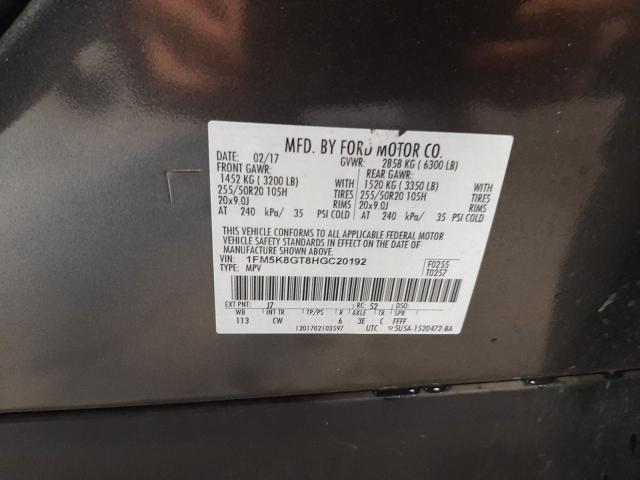 MFD. BY FORD MOTOR CO.
DATE: 02/17 GVWR: 2858 KG ( 6300 LB)
FRONT GAWR: REAR GAWR:
1452 KG ( 3200 LB) WITH 1520 KG ( 3350 LB) WITH
255/50R20 105H TIRES 255/50R20 105H TIRES
20x9.0J RIMS 20x9.0J RIMS
AT 240 kPa/ 35 PSI COLD AT 240 kPa/ 35 PSI COLD
THIS VEHICLE CONFORMS TO ALL APPLICABLE FEDERAL MOTOR
VEHICLE SAFETY STANDARDS IN EFFECT ON THE DATE OF
MANUFACTURE SHOWN ABOVE.
VIN: 1FM5K8GT8HGC20192 F0255
TYPE: MPV T0257
EXT PNT: J7 RC: 52 DSO:
WB INT TR TP/PS R AXLE TR SPR
113 CW 6 3E C FFFF
1201702103597 UTC 5U5A-1520472-BA